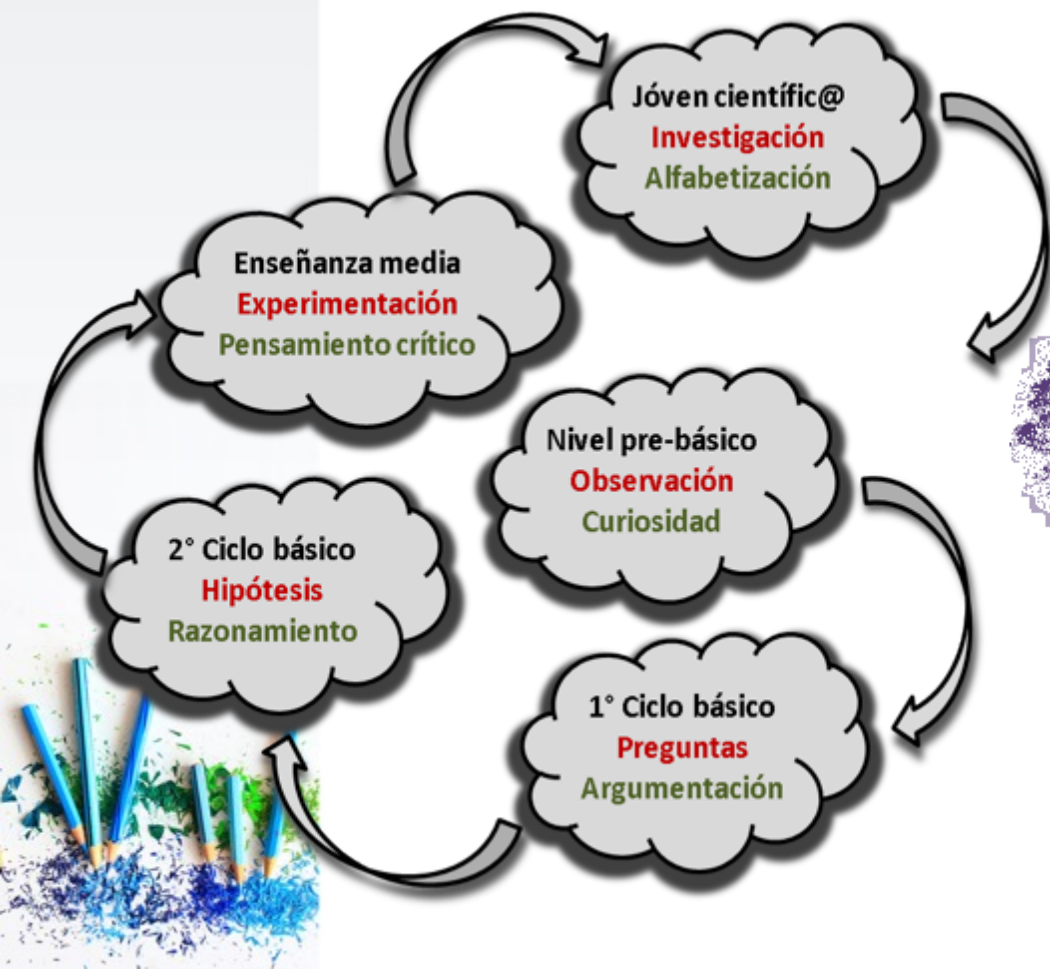 Jóven científic@
Investigación
Alfabetización
Enseñanza media
Experimentación
Pensamiento crítico
Nivel pre-básico
Observación
Curiosidad
2° Ciclo básico
Hipótesis
Razonamiento
1° Ciclo básico
Preguntas
Argumentación